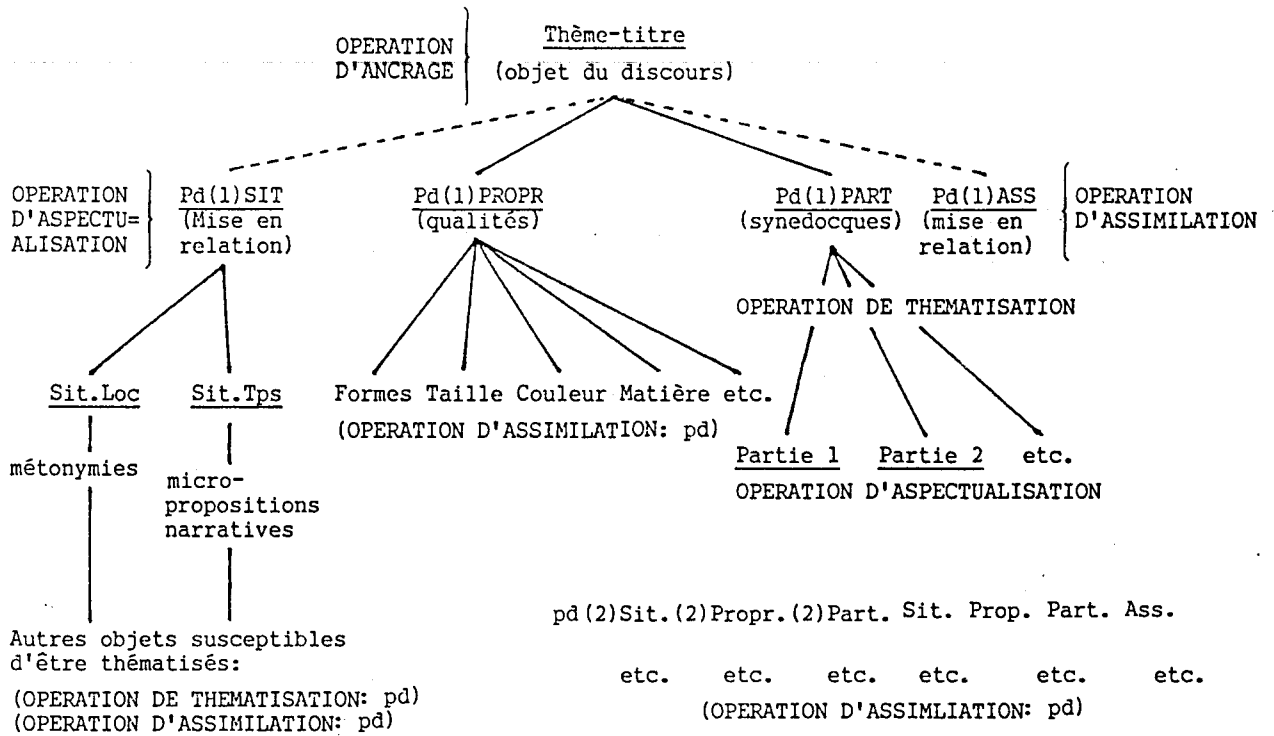 OPERATION
D'ANCRAGE
Thème-titre
(objet du discours)
OPERATION
D'ASPECTU=
ALISATION
Pd(1)SIT
(Mise en
relation)
Pd(1)PROPR
(qualités)
Pd(1)PART
(synedocques)
Pd(1)ASS
(mise en
relation)
OPERATION
D'ASSIMILATION
OPERATION DE THEMATISATION
Sit.Loc
Sit.Tps
Formes Taille Couleur Matière etc.
(OPERATION D'ASSIMILATION: pd)
métonymies
micro-
propositions
narratives
Partie 1 Partie 2 etc.
OPERATION D'ASPECTUALISATION
pd(2)Sit.(2)Propr.(2)Part. Sit. Prop. Part. Ass.
etc. etc. etc. etc. etc. etc.
(OPERATION D'ASSIMLIATION: pd)
Autres objets susceptibles
d'être thématisés:
(OPERATION DE THEMATISATION: pd)
(OPERATION D'ASSIMILATION: pd)